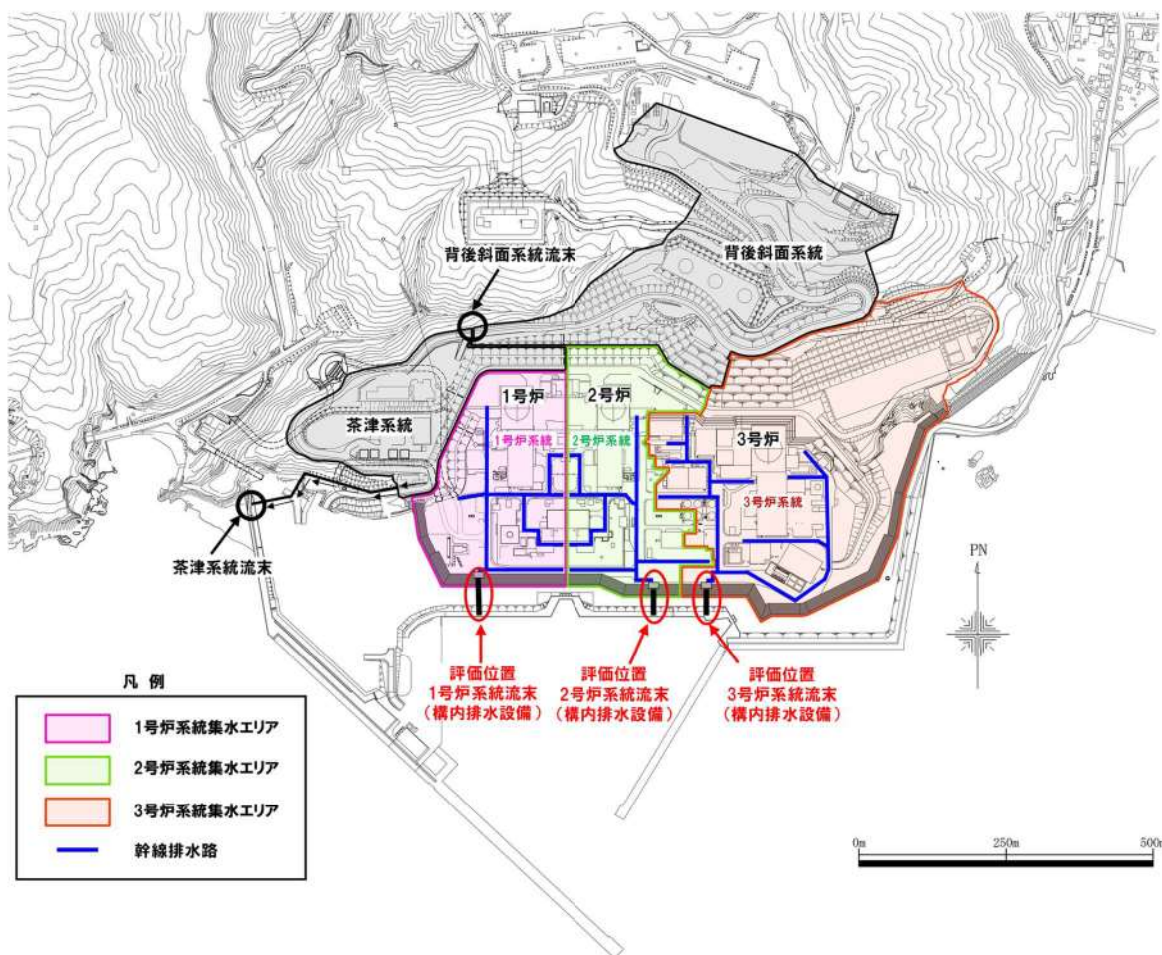 背後斜面系統流末
背後斜面系統
茶津系統
1号炉
2号炉
3号炉
1号炉系統
2号炉系統
3号炉系統
茶津系統流末
PN
評価位置
1号炉系統流末
(構内排水設備)
評価位置
2号炉系統流末
(構内排水設備)
評価位置
3号炉系統流末
(構内排水設備)
凡 例
1号炉系統集水エリア
2号炉系統集水エリア
3号炉系統集水エリア
幹線排水路
0m
250m
500m